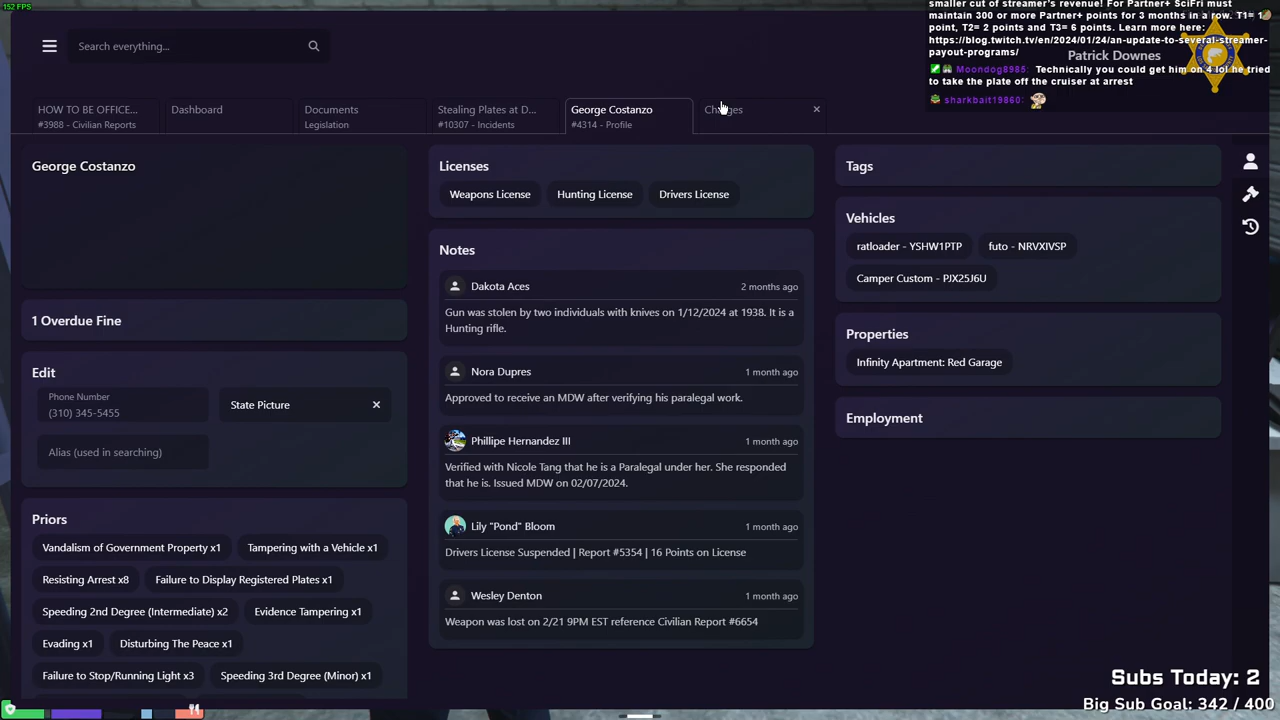 152 FPS
smaller cut of streamer's revenue! For Partner+ SciFri must
maintain 300 or more Partner+ points for 3 months in a row. T1= 1
point, T2= 2 points and T3= 6 points. Learn more here:
https://blog.twitch.tv/en/2024/01/24/an-update-to-several-streamer-
payout-programs/
Moondog8985: Technically you could get him on 4 lol he tried
to take the plate off the cruiser at arrest
sharkbait19860:
Patrick Downes
Search everything...
HOW TO BE OFFICE...
#3988 - Civilian Reports
Dashboard
Documents
Legislation
Stealing Plates at D...
#10307 - Incidents
George Costanzo
#4314 - Profile
George Costanzo
1 Overdue Fine
Edit
Phone Number
(310) 345-5455
State Picture
Alias (used in searching)
Priors
Vandalism of Government Property x1
Tampering with a Vehicle x1
Resisting Arrest x8
Failure to Display Registered Plates x1
Speeding 2nd Degree (Intermediate) x2
Evidence Tampering x1
Evading x1
Disturbing The Peace x1
Failure to Stop/Running Light x3
Speeding 3rd Degree (Minor) x1
Licenses
Weapons License
Hunting License
Drivers License
Notes
Dakota Aces
2 months ago
Gun was stolen by two individuals with knives on 1/12/2024 at 1938. It is a
Hunting rifle.
Nora Dupres
1 month ago
Approved to receive an MDW after verifying his paralegal work.
Phillipe Hernandez III
1 month ago
Verified with Nicole Tang that he is a Paralegal under her. She responded
that he is. Issued MDW on 02/07/2024.
Lily "Pond" Bloom
1 month ago
Drivers License Suspended | Report #5354 | 16 Points on License
Wesley Denton
1 month ago
Weapon was lost on 2/21 9PM EST reference Civilian Report #6654
Tags
Vehicles
ratloader - YSHW1PTP
futo - NRVXIVSP
Camper Custom - PJX25J6U
Properties
Infinity Apartment: Red Garage
Employment
Subs Today: 2
Big Sub Goal: 342 / 400